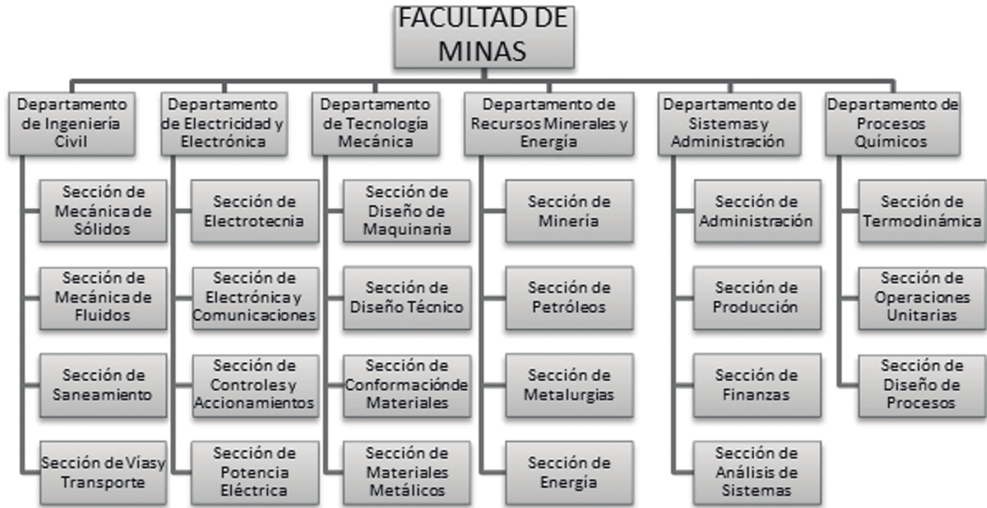 FACULTAD DE
MINAS
Departamento
de Ingeniería
Civil
Sección de
Mecánica de
Sólidos
Sección de
Mecánica de
Fluidos
Sección de
Saneamiento
Sección de Víasy
Transporte
Departamento
de Electricidad y
Electrónica
Sección de
Electrotecnia
Sección de
Electrónica y
Comunicaciones
Sección de
Controles y
Accionamientos
Sección de
Potencia
Eléctrica
Departamento
de Tecnología
Mecánica
Sección de
Diseño de
Maquinaria
Sección de
Diseño Técnico
Sección de
Conformaciónde
Materiales
Sección de
Materiales
Metálicos
Departamento de
Recursos Minerales y
Energía
Sección de
Minería
Sección de
Petróleos
Sección de
Metalurgias
Sección de
Energía
Departamento de
Sistemas y
Administración
Sección de
Administración
Sección de
Producción
Sección de
Finanzas
Sección de
Análisis de
Sistemas
Departamento de
Procesos
Químicos
Sección de
Termodinámica
Sección de
Operaciones
Unitarias
Sección de
Diseño de
Procesos